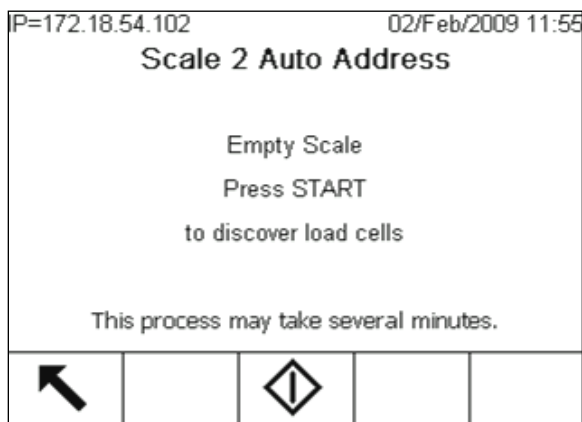 IP=172.18.54.102 02/Feb/2009 11:55
Scale 2 Auto Address
Empty Scale
Press START
to discover load cells
This process may take several minutes.